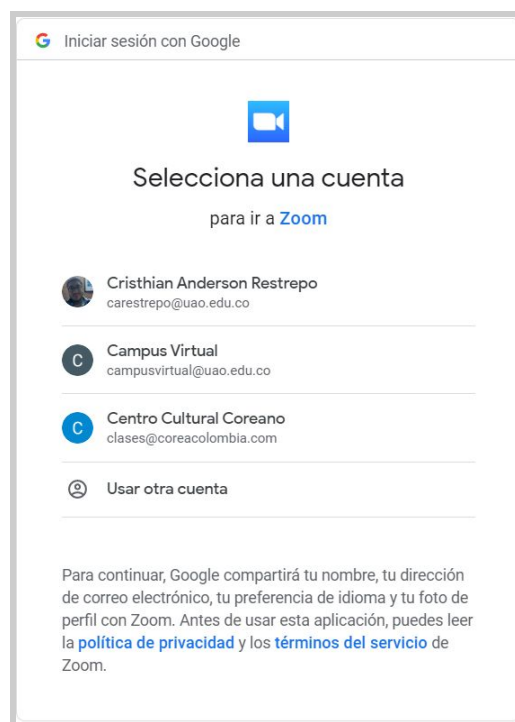 Iniciar sesión con Google
Selecciona una cuenta
para ir a Zoom
Cristhian Anderson Restrepo
carestrepo@uao.edu.co
C
Campus Virtual
campusvirtual@uao.edu.co
C
Centro Cultural Coreano
clases@coreacolombia.com
Usar otra cuenta
Para continuar, Google compartirá tu nombre, tu dirección
de correo electrónico, tu preferencia de idioma y tu foto de
perfil con Zoom. Antes de usar esta aplicación, puedes leer
la política de privacidad y los términos del servicio de
Zoom.